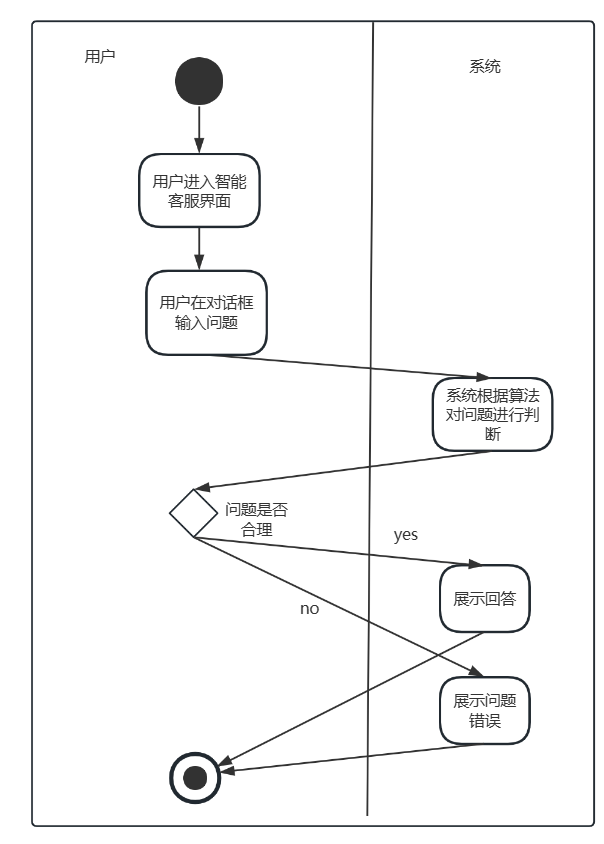 用户
系统
用户进入智能
客服界面
用户在对话框
输入问题
系统根据算法
对问题进行判
断
问题是否
合理
yes
展示回答
no
展示问题
错误